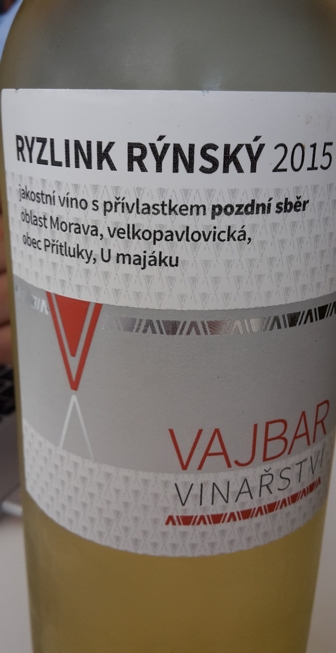 RYZLINK RÝNSKÝ 2015
jakostní víno s přívlastkem pozdní sběr
oblast Morava, velkopavlovická,
obec Přítluky, U majáku
VAJBAR
VINAŘSTVÍ